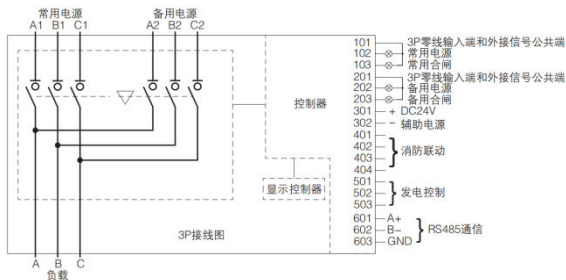 常用电源 备用电源
A1 B1 C1 A2 B2 C2
控制器
显示控制器
3P接线图
A B C
负载
101 3P零线输入端和外接信号公共端
102 常用电源
103 常用合闸
201 3P零线输入端和外接信号公共端
202 备用电源
203 备用合闸
301 + DC24V
302 − 辅助电源
401
402 消防联动
403
404
501
502 发电控制
503
601 A+
602 B− RS485通信
603 GND